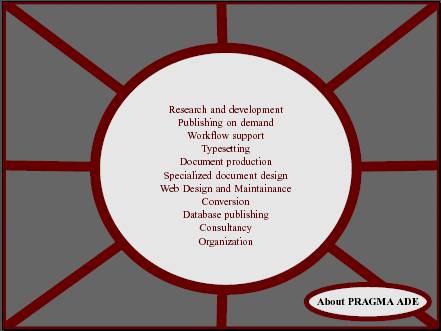 Research and development
Publishing on demand
Workflow support
Typesetting
Document production
Specialized document design
Web Design and Maintainance
Conversion
Database publishing
Consultancy
Organization
About PRAGMA ADE